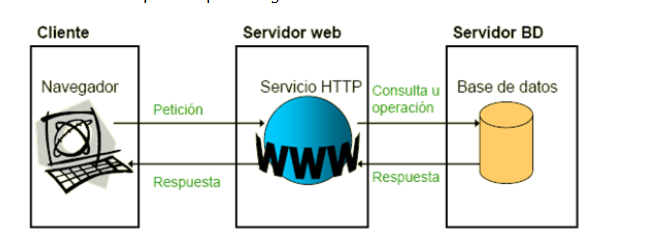 Cliente
Servidor web
Servidor BD
Navegador
Servicio HTTP
Base de datos
Petición
Consulta u
operación
WWW
Respuesta
Respuesta